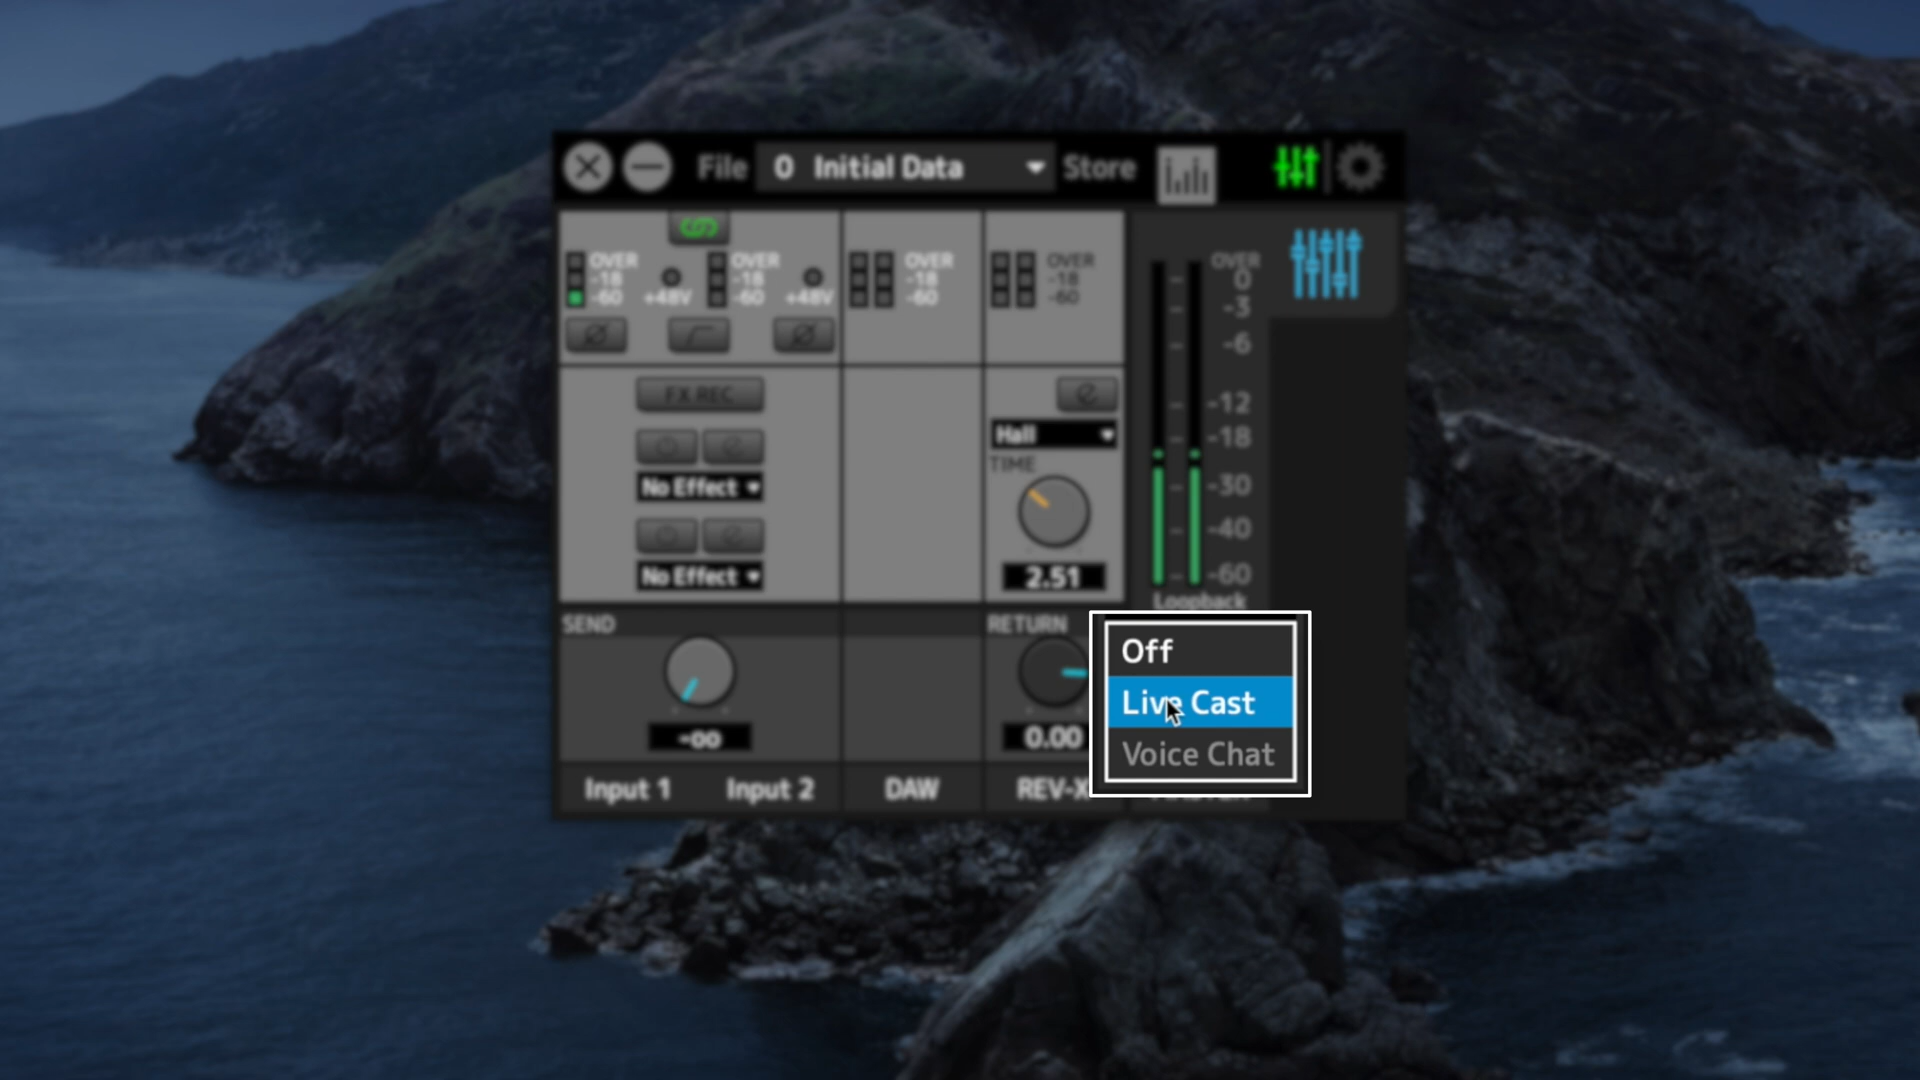 File 0 Initial Data Store
OVER -18 -60 +48V OVER -18 -60 +48V OVER -18 -60 OVER -18 -60
OVER
0
-3
-6
-12
-18
-30
-40
-60
FX REC
Hall
TIME
No Effect
No Effect
2.51
Loopback
SEND RETURN
-∞ 0.00
Off
Live Cast
Voice Chat
Input 1 Input 2 DAW REV-X